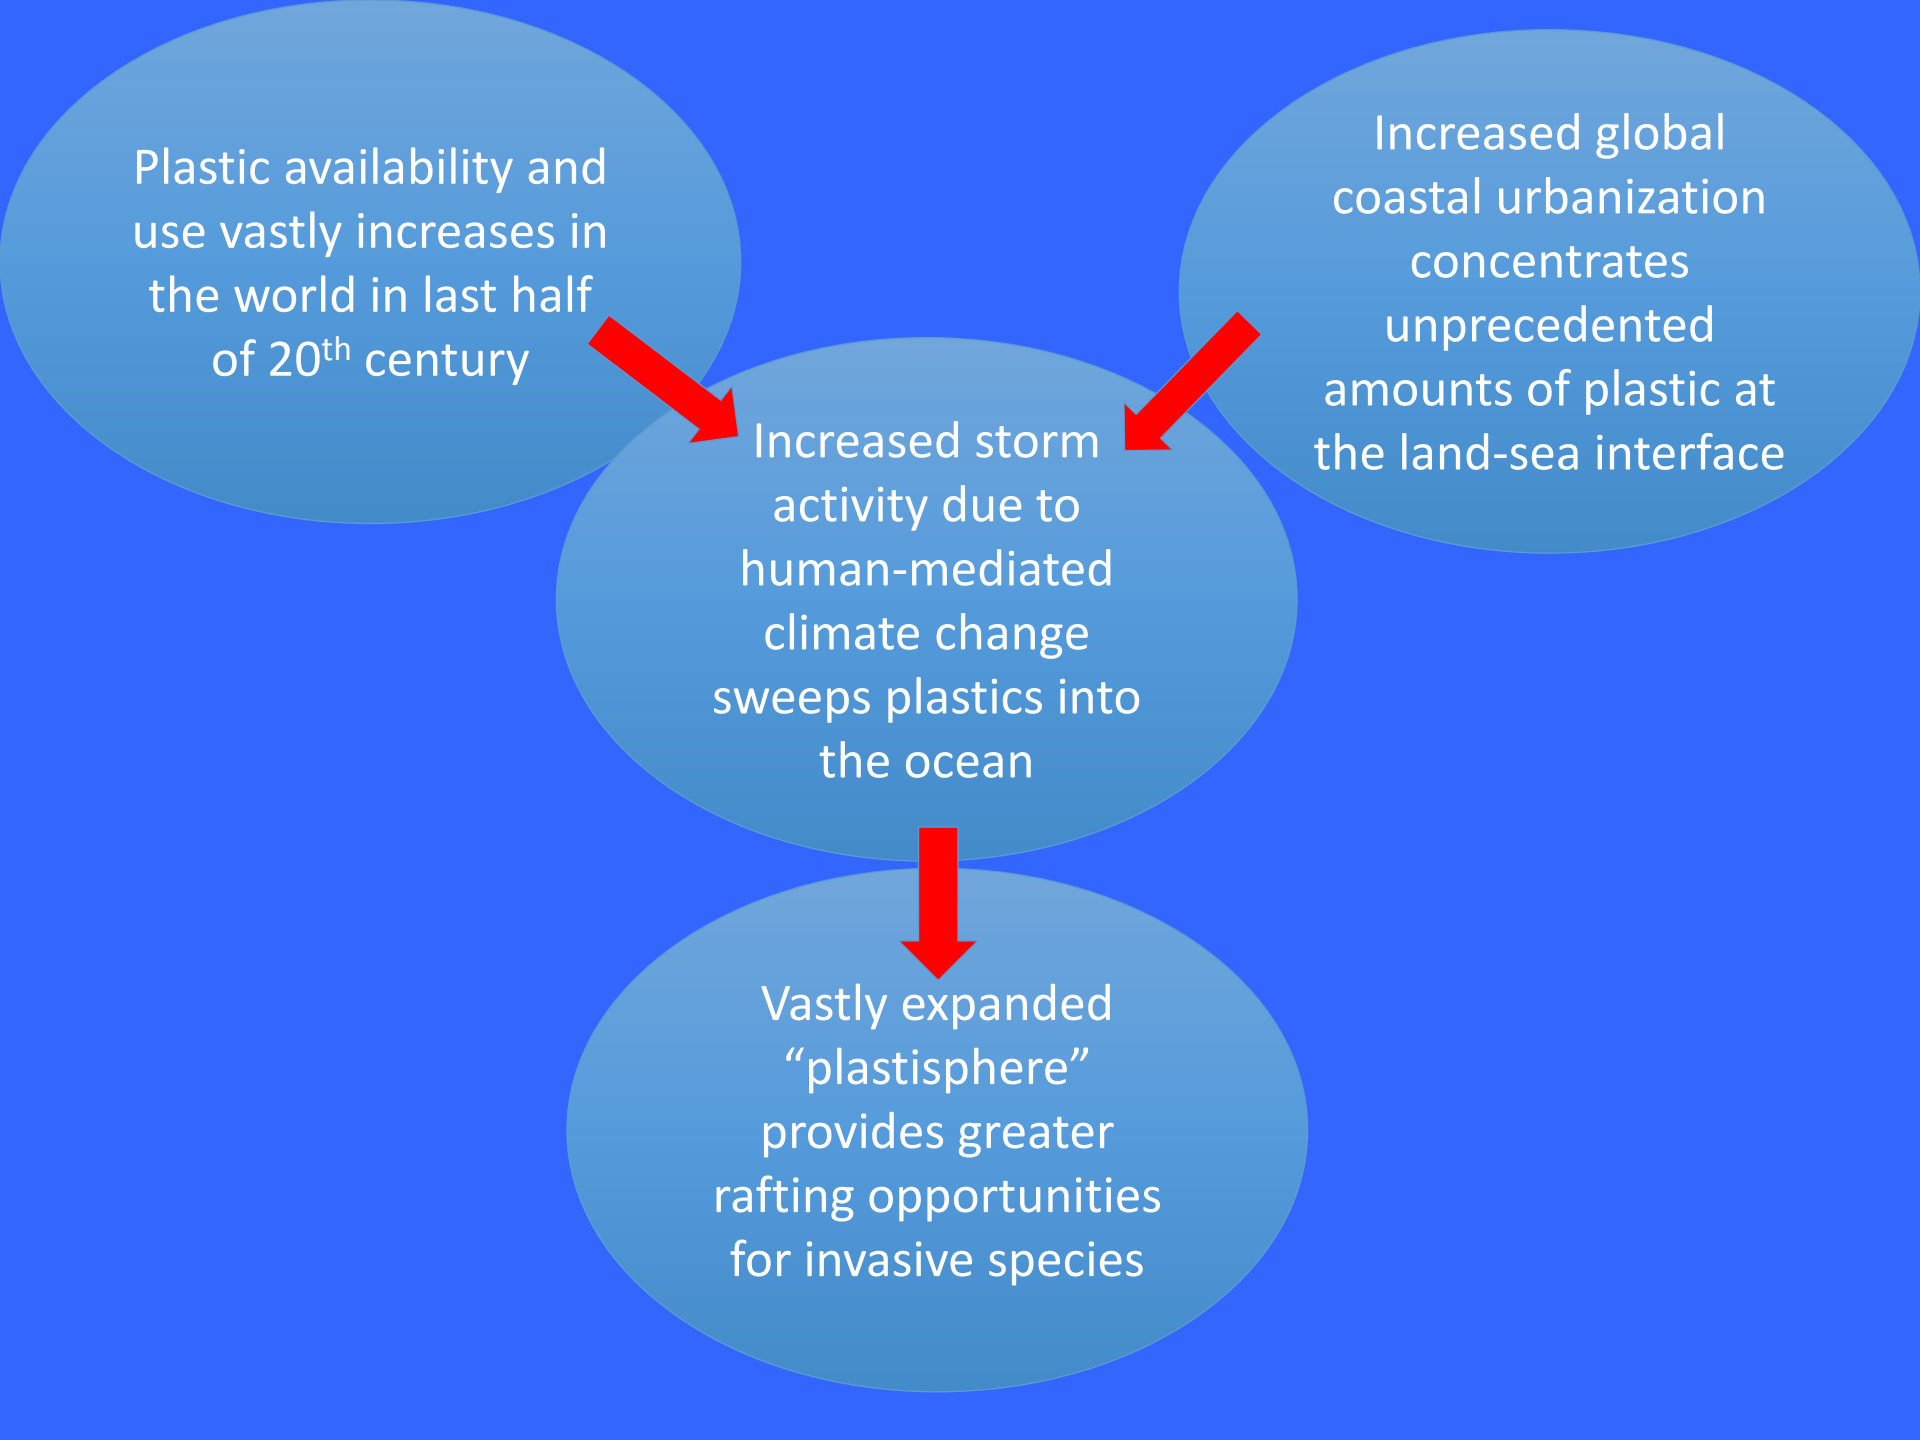 Plastic availability and
use vastly increases in
the world in last half
of 20th century
Increased global
coastal urbanization
concentrates
unprecedented
amounts of plastic at
the land-sea interface
Increased storm
activity due to
human-mediated
climate change
sweeps plastics into
the ocean
Vastly expanded
“plastisphere”
provides greater
rafting opportunities
for invasive species